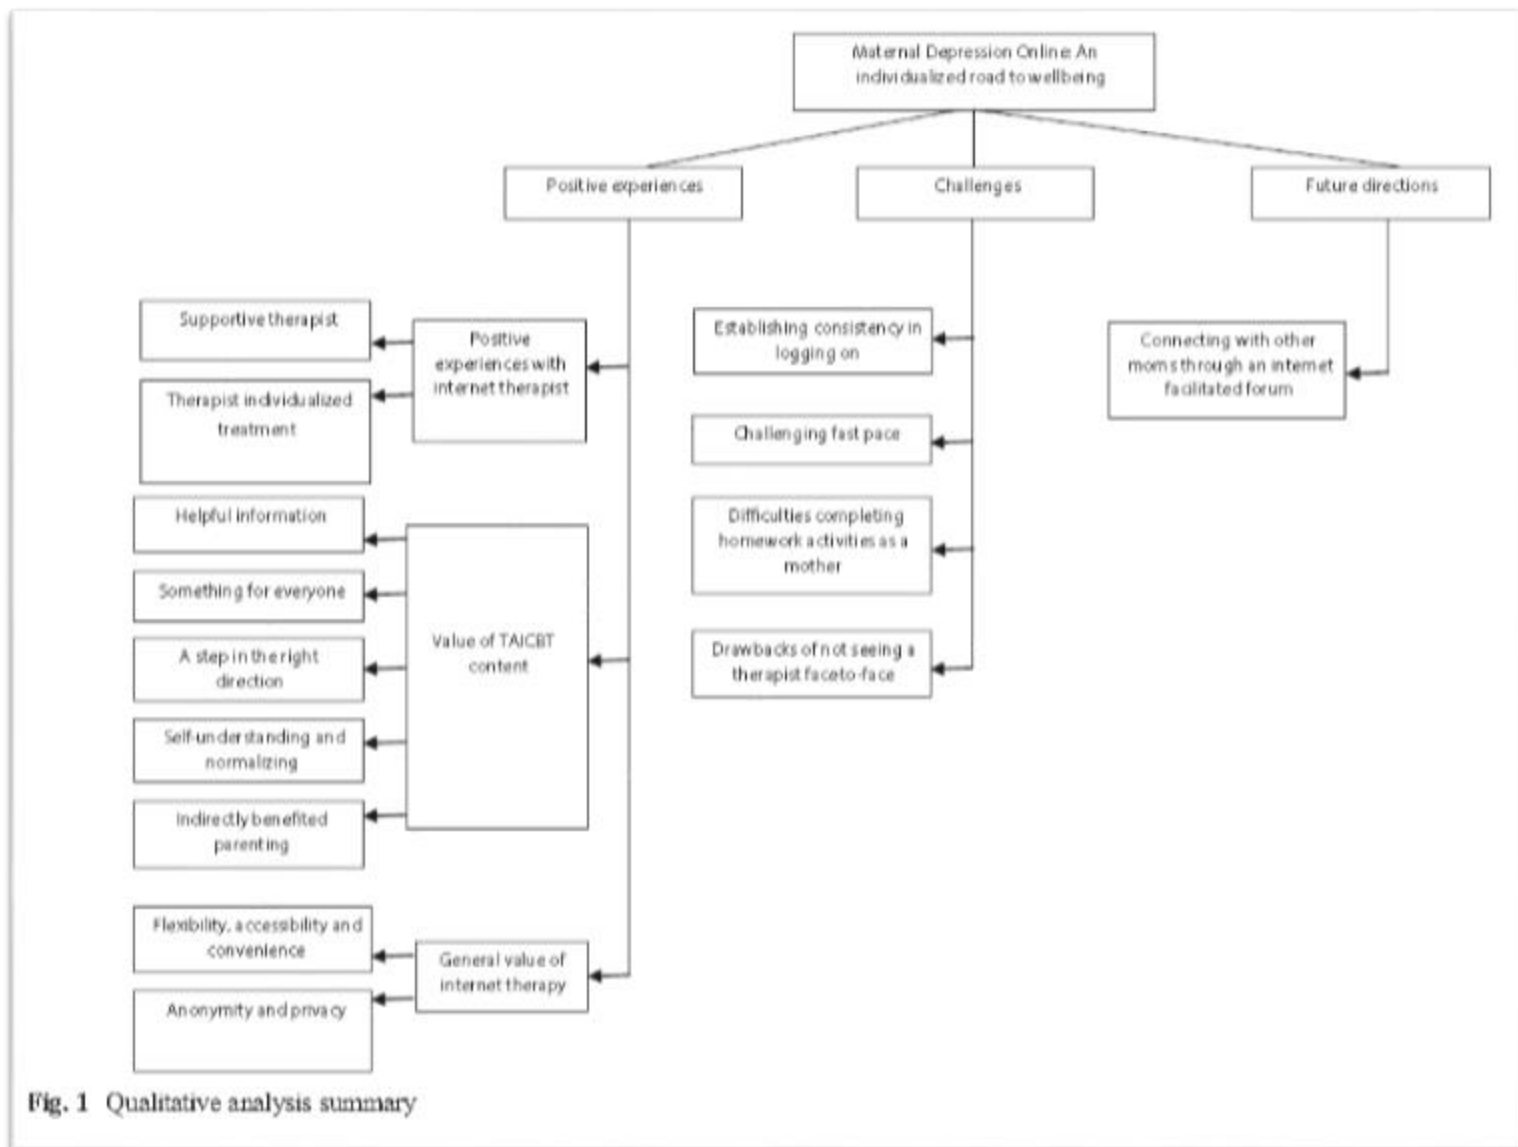 Maternal Depression Online: An
individualized road to wellbeing
Positive experiences
Challenges
Future directions
Supportive therapist
Therapist individualized
treatment
Positive
experiences with
internet therapist
Helpful information
Something for everyone
A step in the right
direction
Self-understanding and
normalizing
Indirectly benefited
parenting
Value of TAICBT
content
Flexibility, accessibility and
convenience
Anonymity and privacy
General value of
internet therapy
Establishing consistency in
logging on
Challenging fast pace
Difficulties completing
homework activities as a
mother
Drawbacks of not seeing a
therapist faceto-face
Connecting with other
moms through an internet
facilitated forum
Fig. 1 Qualitative analysis summary